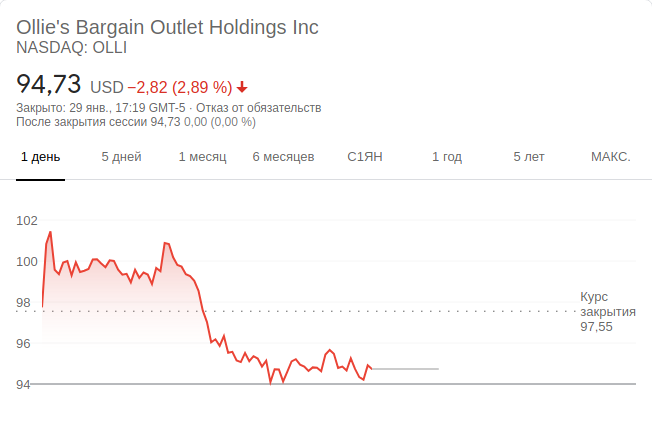 Ollie's Bargain Outlet Holdings Inc
NASDAQ: OLLI
94,73 USD −2,82 (2,89 %)
Закрыто: 29 янв., 17:19 GMT-5 · Отказ от обязательств
После закрытия сессии 94,73 0,00 (0,00 %)
1 день 5 дней 1 месяц 6 месяцев С1ЯН 1 год 5 лет МАКС.
102
100
98
96
94
Курс
закрытия
97,55